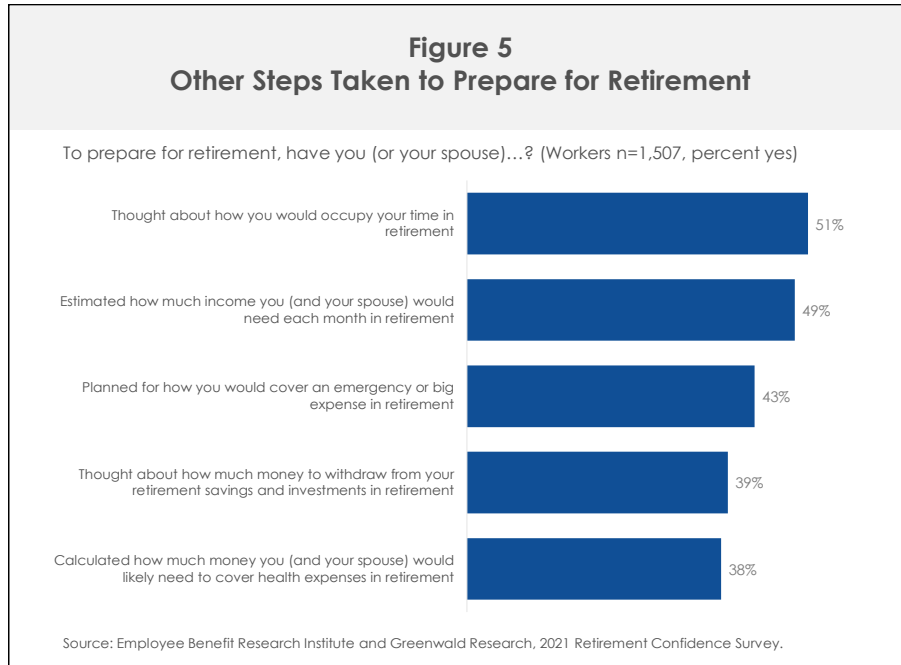 Figure 5
Other Steps Taken to Prepare for Retirement
To prepare for retirement, have you (or your spouse)…? (Workers n=1,507, percent yes)
Thought about how you would occupy your time in
retirement
51%
Estimated how much income you (and your spouse) would
need each month in retirement
49%
Planned for how you would cover an emergency or big
expense in retirement
43%
Thought about how much money to withdraw from your
retirement savings and investments in retirement
39%
Calculated how much money you (and your spouse) would
likely need to cover health expenses in retirement
38%
Source: Employee Benefit Research Institute and Greenwald Research, 2021 Retirement Confidence Survey.